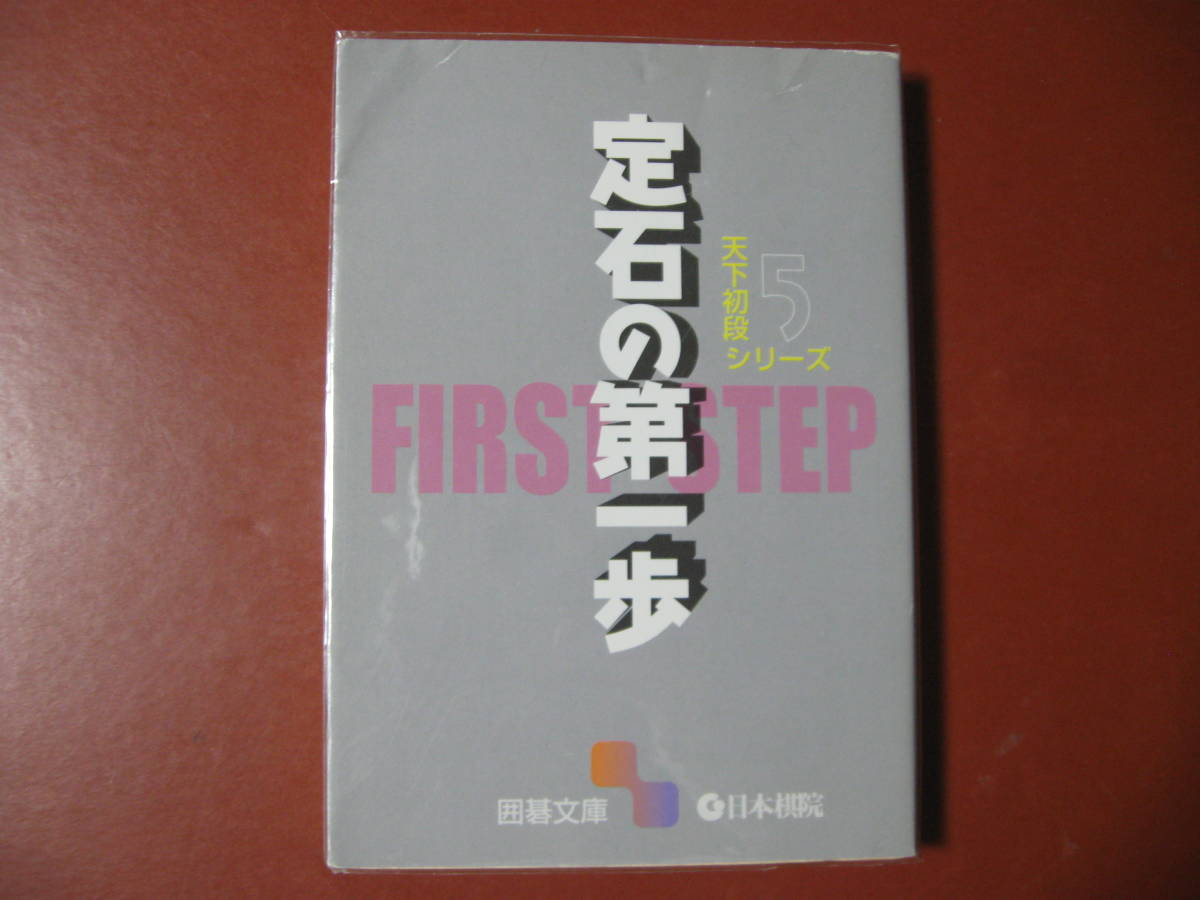 定石の第一歩
天下初段
シリーズ
5
FIRST STEP
囲碁文庫
日本棋院